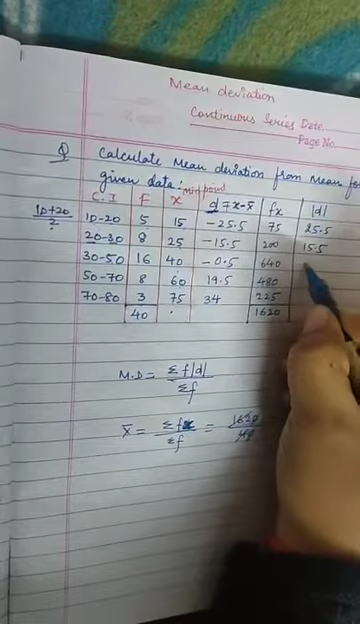 Mean deviation
Continuous Series Date
Page No.
Q Calculate mean deviation from mean fo
given data:
C.I F X midpoint d = x-x̄ fx |d|
10+20/2 10-20 5 15 -25.5 75 25.5
20-30 8 25 -15.5 200 15.5
30-50 16 40 -0.5 640
50-70 8 60 19.5 480
70-80 3 75 34 225
40 1620
M.D = Σf|d|/Σf
X̄ = Σfx/Σf = 1620/40